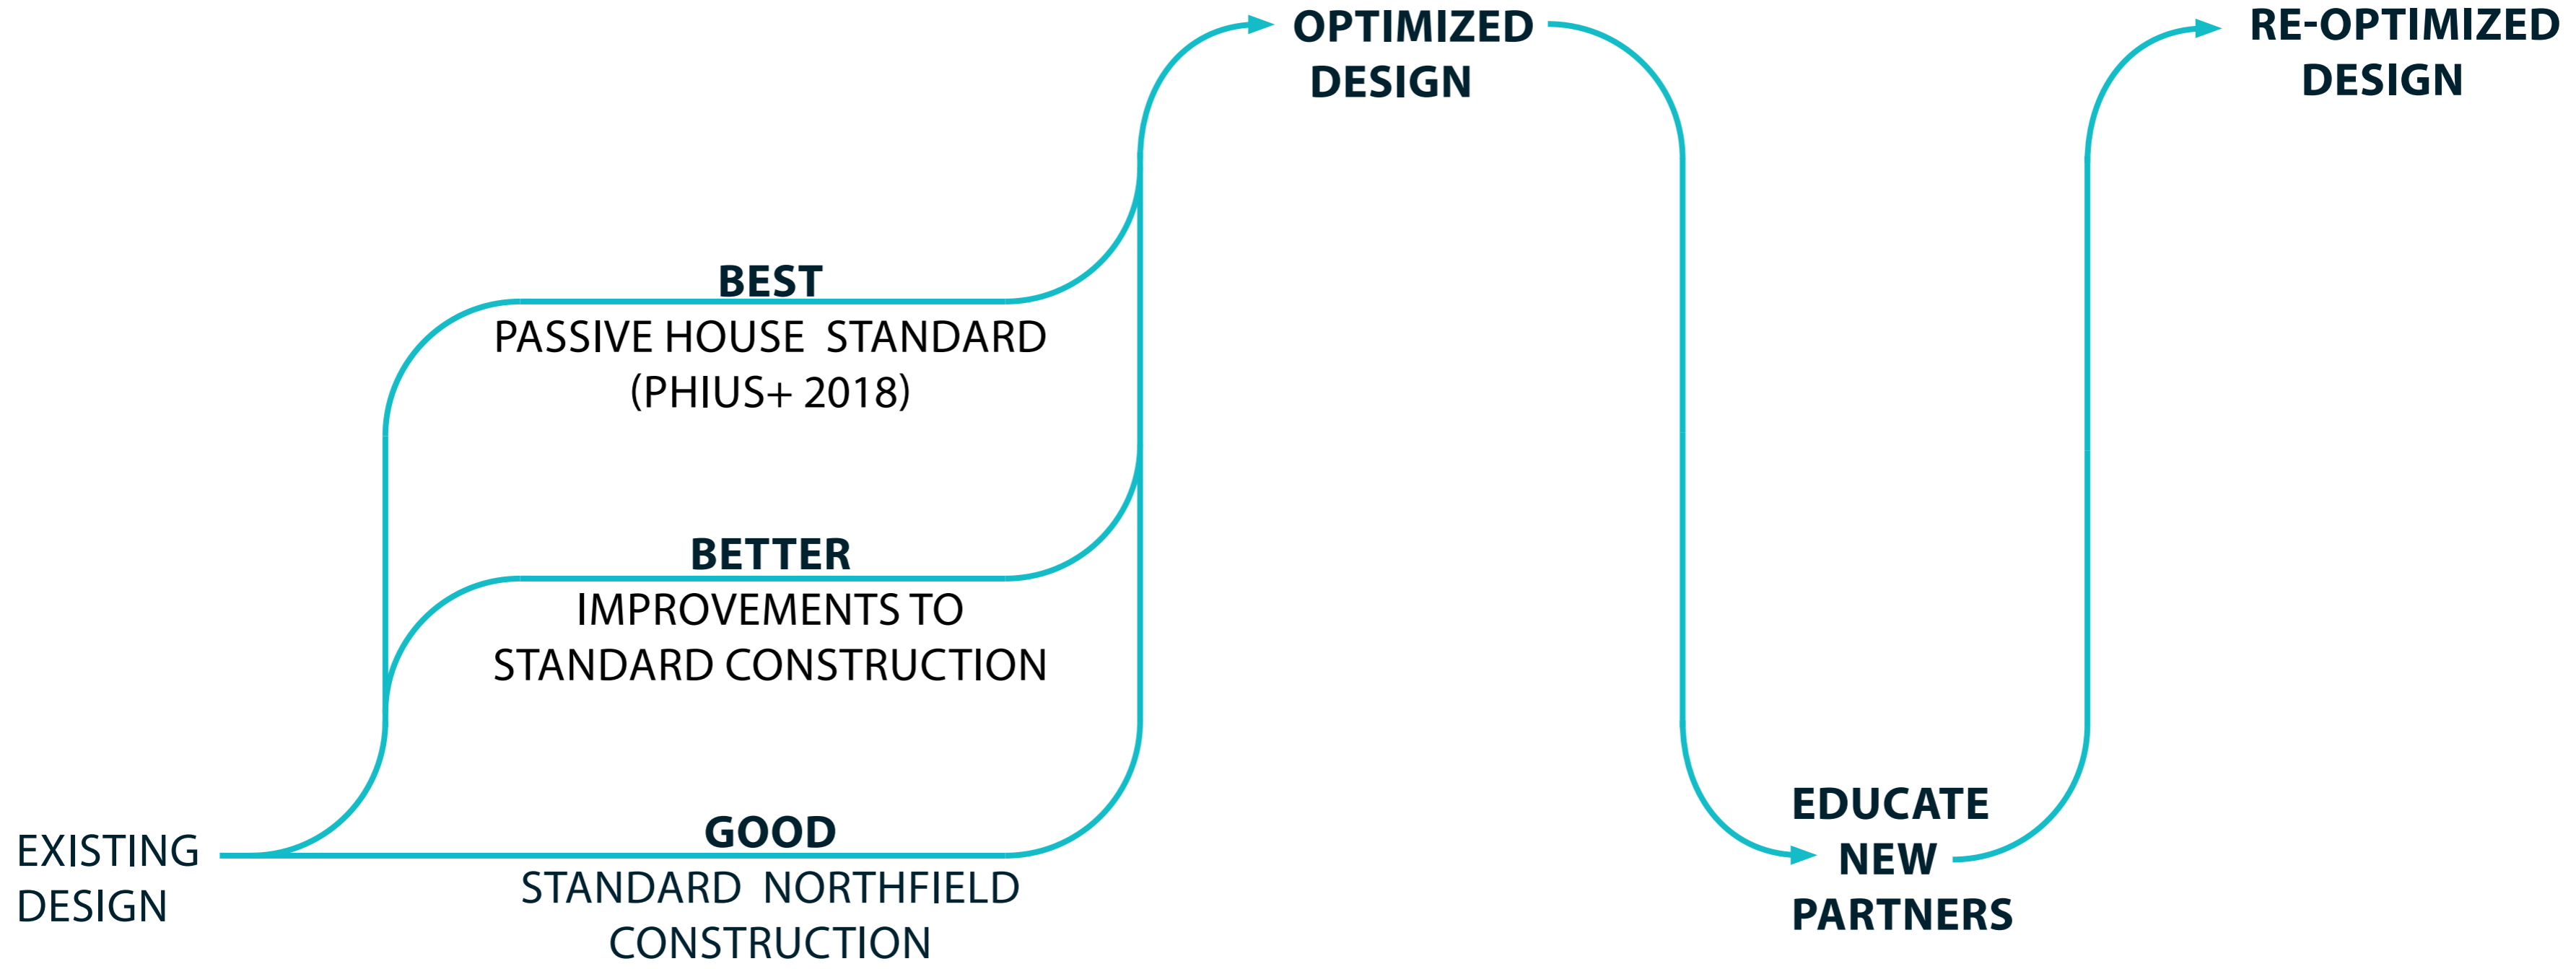 OPTIMIZED
DESIGN
RE-OPTIMIZED
DESIGN
BEST
PASSIVE HOUSE STANDARD
(PHIUS+ 2018)
BETTER
IMPROVEMENTS TO
STANDARD CONSTRUCTION
EXISTING
DESIGN
GOOD
STANDARD NORTHFIELD
CONSTRUCTION
EDUCATE
NEW
PARTNERS